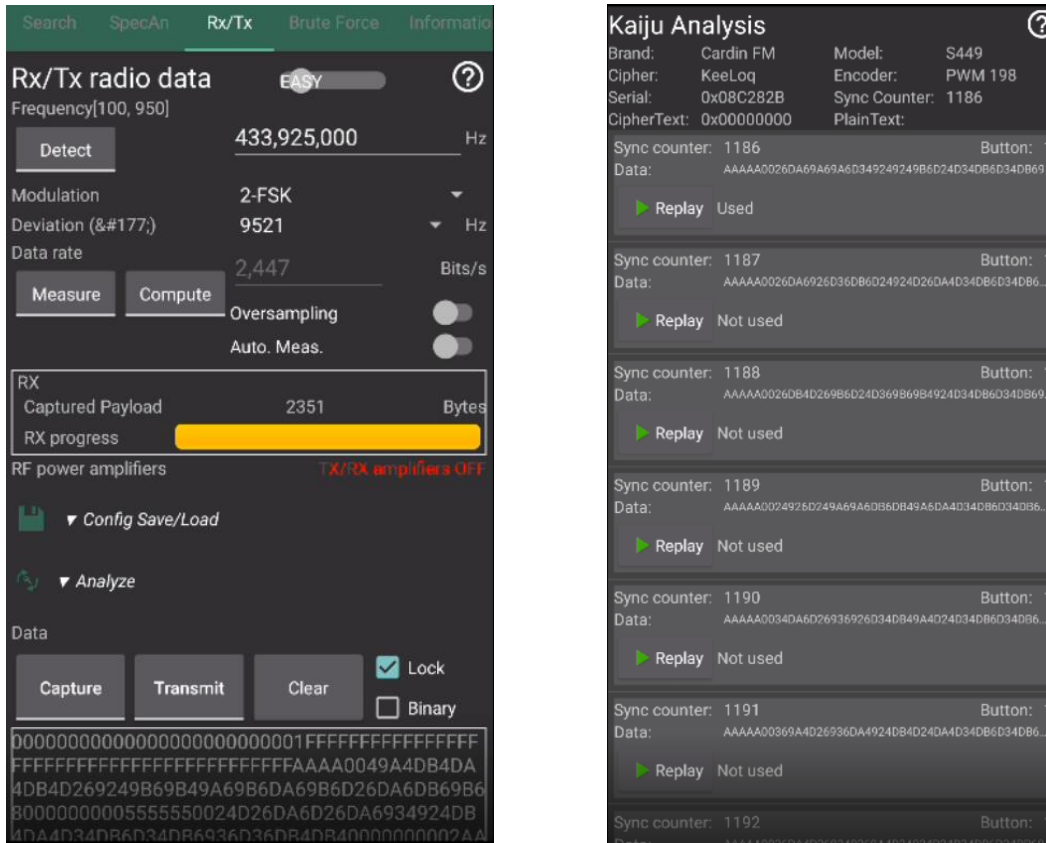 Search SpecAn Rx/Tx Brute Force Informatio
Rx/Tx radio data EASY
Frequency[100, 950]
Detect 433,925,000 Hz
Modulation 2-FSK
Deviation (&#177;) 9521 Hz
Data rate
2,447 Bits/s
Measure Compute
Oversampling
Auto. Meas.
RX
Captured Payload 2351 Bytes
RX progress
RF power amplifiers TX/RX amplifiers OFF
▼ Config Save/Load
▼ Analyze
Data
Capture Transmit Clear Lock
Binary
0000000000000000000000001FFFFFFFFFFFFFFFF
FFFFFFFFFFFFFFFFFFFFFFFFFAAAA0049A4DB4DA
4DB4D269249B69B49A69B6DA69B6D26DA6DB69B6
80000000005555550024D26DA6D26DA6934924DB
4DA4D34DB6D34DB6936D36DB4DB40000000002AA
Kaiju Analysis ?
Brand: Cardin FM Model: S449
Cipher: KeeLoq Encoder: PWM 198
Serial: 0x08C282B Sync Counter: 1186
CipherText: 0x00000000 PlainText:
Sync counter: 1186 Button:
Data: AAAAA0026DA69A69A6D349249249B6D24D34DB6D34DB69
Replay Used
Sync counter: 1187 Button:
Data: AAAAA0026DA6926D36DB6D24924D26DA4D34DB6D34DB6...
Replay Not used
Sync counter: 1188 Button:
Data: AAAAA0026DB4D269B6D24D369B69B4924D34DB6D34DB69.
Replay Not used
Sync counter: 1189 Button:
Data: AAAAA0024926D249A69A6DB6DB49A6DA4D34DB6D34DB6...
Replay Not used
Sync counter: 1190 Button:
Data: AAAAA0034DA6D26936926D34DB49A4D24D34DB6D34DB6...
Replay Not used
Sync counter: 1191 Button:
Data: AAAAA00369A4D26936DA4924DB4D24DA4D34DB6D34DB6...
Replay Not used
Sync counter: 1192 Button: